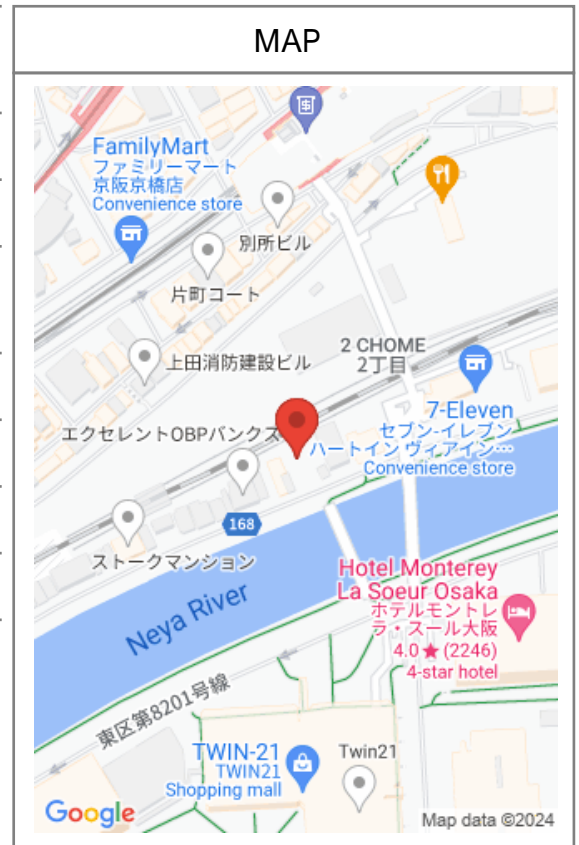 MAP
FamilyMart
ファミリーマート
京阪京橋店
Convenience store
別所ビル
片町コート
2 CHOME
2丁目
上田消防建設ビル
7-Eleven
セブン-イレブン
ハートイン ヴィアイン…
Convenience store
エクセレントOBPバンクス
168
ストークマンション
Neya River
Hotel Monterey
La Soeur Osaka
ホテルモントレ
ラ・スール大阪
4.0★(2246)
4-star hotel
東区第8201号線
TWIN-21
TWIN21
Shopping mall
Twin21
Google
Map data ©2024